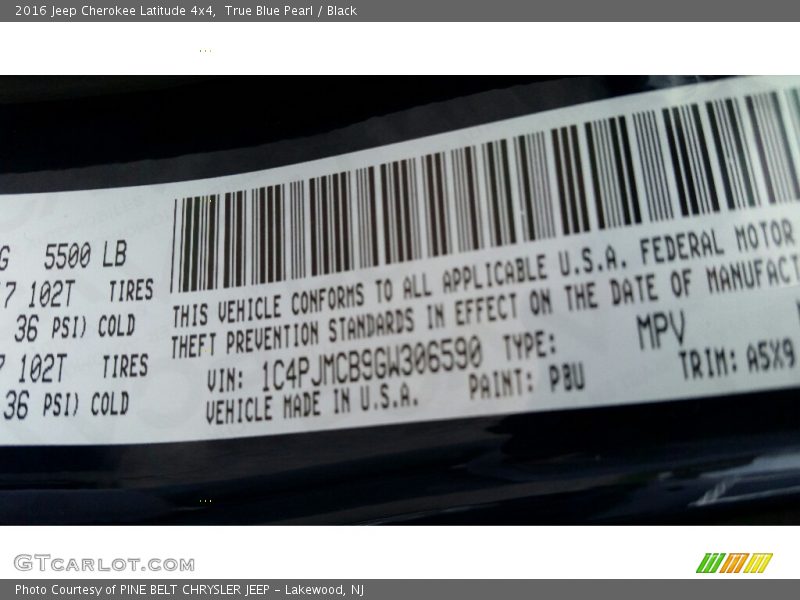 2016 Jeep Cherokee Latitude 4x4,  True Blue Pearl / Black
G 5500 LB
7 102T TIRES
36 PSI) COLD
7 102T TIRES
36 PSI) COLD
THIS VEHICLE CONFORMS TO ALL APPLICABLE U.S.A. FEDERAL MOTOR
THEFT PREVENTION STANDARDS IN EFFECT ON THE DATE OF MANUFACT
VIN: 1C4PJMCB9GW306590 TYPE: MPV
VEHICLE MADE IN U.S.A. PAINT: PBU TRIM: A5X9
GTcarlot.com
Photo Courtesy of PINE BELT CHRYSLER JEEP - Lakewood, NJ